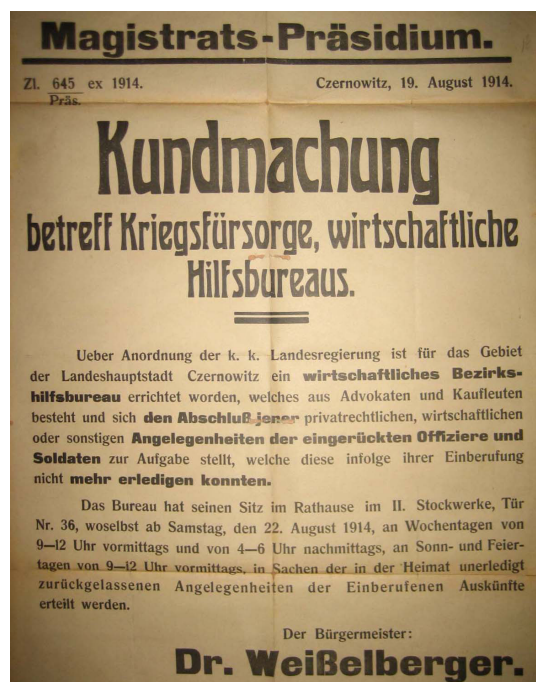 Magistrats-Präsidium.
Zl. 645 ex 1914. Czernowitz, 19. August 1914.
Präs.
Kundmachung
betreff Kriegsfürsorge, wirtschaftliche
Hilfsbureaus.
Ueber Anordnung der k. k. Landesregierung ist für das Gebiet
der Landeshauptstadt Czernowitz ein wirtschaftliches Bezirks-
hilfsbureau errichtet worden, welches aus Advokaten und Kaufleuten
besteht und sich den Abschluß jener privatrechtlichen, wirtschaftlichen
oder sonstigen Angelegenheiten der eingerückten Offiziere und
Soldaten zur Aufgabe stellt, welche diese infolge ihrer Einberufung
nicht mehr erledigen konnten.
Das Bureau hat seinen Sitz im Rathause im II. Stockwerke, Tür
Nr. 36, woselbst ab Samstag, den 22. August 1914, an Wochentagen von
9—12 Uhr vormittags und von 4—6 Uhr nachmittags, an Sonn- und Feier-
tagen von 9—12 Uhr vormittags, in Sachen der in der Heimat unerledigt
zurückgelassenen Angelegenheiten der Einberufenen Auskünfte
erteilt werden.
Der Bürgermeister:
Dr. Weißelberger.